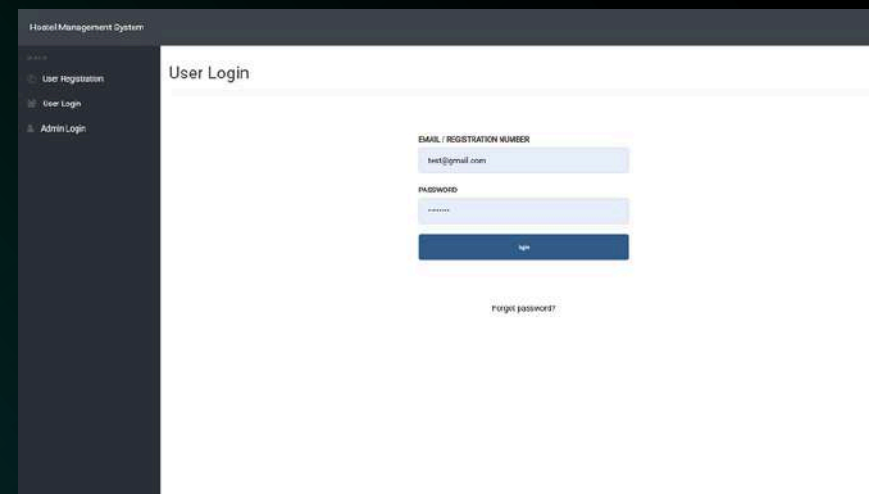 Hostel Management System
User Registration
User Login
Admin Login
User Login
EMAIL / REGISTRATION NUMBER
test@gmail.com
PASSWORD
login
Forgot password?